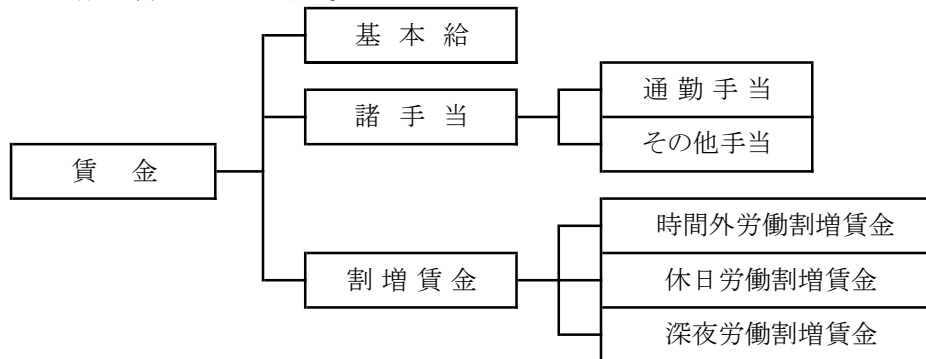 基本給
通勤手当
諸手当
その他手当
賃金
時間外労働割増賃金
割増賃金
休日労働割増賃金
深夜労働割増賃金